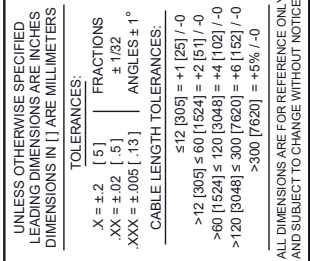 UNLESS OTHERWISE SPECIFIED
LEADING DIMENSIONS ARE INCHES
DIMENSIONS IN [ ] ARE MILLIMETERS
TOLERANCES:
.X = ±.2 [ 5 ] FRACTIONS
.XX = ±.02 [ .5 ] ± 1/32
.XXX = ±.005 [ .13 ] ANGLES ± 1°
CABLE LENGTH TOLERANCES:
≤12 [305] = +1 [25] / -0
>12 [305] ≤ 60 [1524] = +2 [51] / -0
>60 [1524] ≤ 120 [3048] = +4 [102] / -0
>120 [3048] ≤ 300 [7620] = +6 [152] / -0
>300 [7620] = +5% / -0
ALL DIMENSIONS ARE FOR REFERENCE ONLY
AND SUBJECT TO CHANGE WITHOUT NOTICE